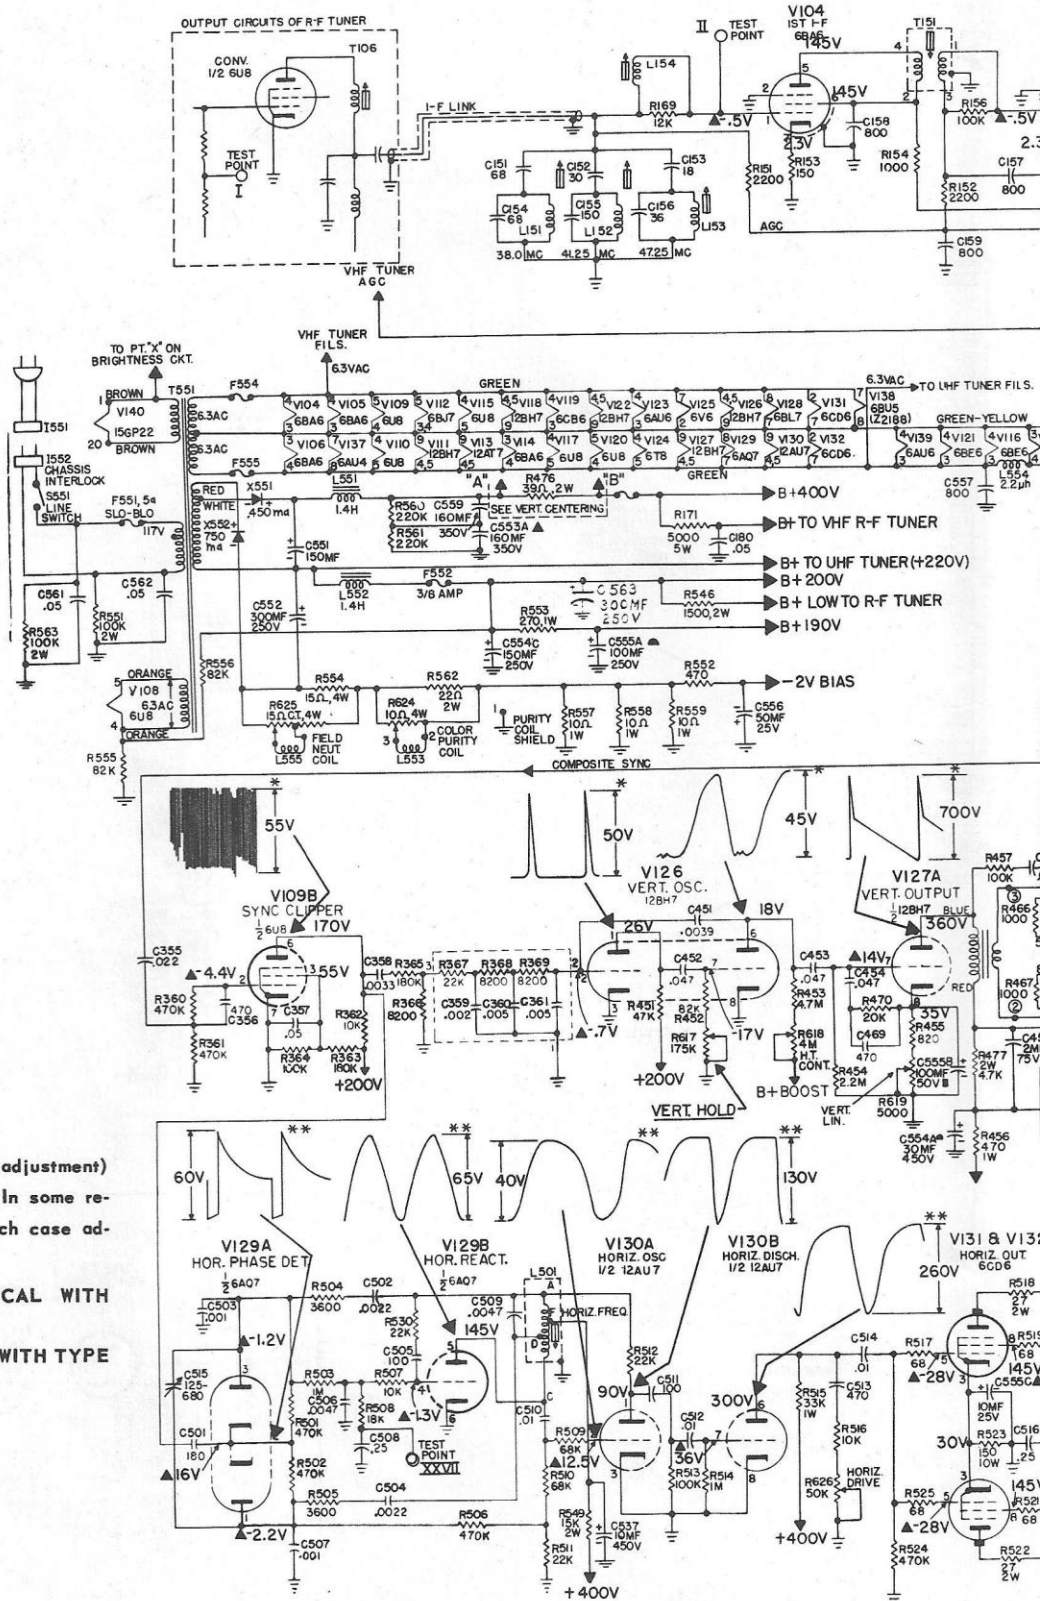 OUTPUT CIRCUITS OF R-F TUNER
CONV.
1/2 6U8
T106
TEST
POINT
I
I-F LINK
II TEST
POINT
V104
1ST I-F
6BA6
145V
T151
L154
R169
12K
-.5V
145V
2.3V
C158
800
R153
150
R154
1000
R156
100K
-.5V
C157
800
R151
2200
R152
2200
AGC
C159
800
C151
68
C152
30
C153
18
C154
68
C155
150
C156
36
L151
L152
L153
38.0 MC
41.25 MC
47.25 MC
VHF TUNER
AGC
TO PT."X" ON
BRIGHTNESS CKT.
VHF TUNER
FILS.
6.3VAC
BROWN
V140
15GP22
BROWN
T551
F554
6.3AC
6.3AC
F555
GREEN
V104
6BA6
V105
6BA6
V109
6U8
V112
6BJ7
V115
6U8
V118
12BH7
V119
6CB6
V122
12BH7
V123
6AU6
V125
6V6
V126
12BH7
V128
6BL7
V131
6CD6
V138
6BU5
(Z2188)
6.3VAC
TO UHF TUNER FILS.
GREEN-YELLOW
V106
6BA6
V137
6AU4
V110
6U8
V111
12BH7
V113
12AT7
V114
6BA6
V117
6U8
V120
6U8
V124
6T8
V127
12BH7
V129
6AQ7
V130
12AU7
V132
6CD6
V139
6AU6
V121
6BE6
V116
6BE6
L554
2.2µh
C557
800
GREEN
I551
I552
CHASSIS
INTERLOCK
S551
LINE
SWITCH
F551,5a
SLO-BLO
117V
RED
WHITE
X551
450ma
X552
750
ma
L551
1.4H
"A"
R476
39Ω, 2W
"B"
SEE VERT. CENTERING
R560
220K
R561
220K
C559
160MF
350V
C553A
160MF
350V
B+400V
R171
5000
5W
C180
.05
B+ TO VHF R-F TUNER
C551
150MF
B+ TO UHF TUNER (+220V)
L552
1.4H
F552
3/8 AMP
B+200V
C563
300MF
250V
R546
1500,2W
B+ LOW TO R-F TUNER
C561
.05
C562
.05
R551
100K
2W
R563
100K
2W
C552
300MF
250V
R553
270,1W
B+190V
C554C
150MF
250V
C555A
100MF
250V
R556
82K
ORANGE
V108
6.3AC
6U8
ORANGE
R554
15Ω,4W
R562
22Ω
2W
R552
470
-2V BIAS
R625
15ΩC.T.,4W
R624
10Ω,4W
FIELD
NEUT.
COIL
L555
COLOR
PURITY
COIL
L553
PURITY
COIL
SHIELD
R557
10Ω
1W
R558
10Ω
1W
R559
10Ω
1W
C556
50MF
25V
R555
82K
COMPOSITE SYNC
55V
50V
45V
700V
V109B
SYNC CLIPPER
1/2 6U8
170V
V126
VERT. OSC.
12BH7
26V
18V
V127A
VERT. OUTPUT
1/2 12BH7
360V
BLUE
RED
R457
100K
R466
1000
R467
1000
C355
.022
-4.4V
55V
R360
470K
470
C356
R361
470K
C357
.05
R364
100K
R363
180K
R362
10K
+200V
C358
.0033
R365
180K
R366
8200
R367
22K
R368
8200
R369
8200
C359
.002
C360
.005
C361
.005
C451
.0039
-.7V
R451
47K
+200V
C452
.047
82K
R452
R617
175K
-17V
VERT. HOLD
C453
.047
R453
4.7M
R618
4M
H.T.
CONT.
B+BOOST
14V
C454
.047
R470
20K
C469
470
R454
2.2M
35V
R455
820
C555B
100MF
50V
R619
5000
VERT.
LIN.
C554A
30MF
450V
R477
2W
4.7K
R456
470
1W
adjustment)
In some re-
ch case ad-
CAL WITH
WITH TYPE
60V
65V
40V
130V
260V
V129A
HOR. PHASE DET.
1/2 6AQ7
V129B
HOR. REACT.
1/2 6AQ7
145V
V130A
HORIZ. OSC
1/2 12AU7
V130B
HORIZ. DISCH.
1/2 12AU7
V131 & V132
HORIZ. OUT.
6CD6
C503
.001
-1.2V
R504
3600
C502
.0022
R530
22K
C505
100
C515
125-
680
R503
1M
C506
.0047
R507
10K
R508
18K
C508
.25
-1.3V
TEST
POINT
XXVII
R501
470K
R502
470K
C501
180
16V
R505
3600
C504
.0022
R506
470K
-2.2V
C507
.001
C509
.0047
L501
HORIZ. FREQ.
C510
.01
R509
68K
12.5V
R510
68K
R549
15K
2W
R511
22K
C537
10MF
450V
+400V
R512
22K
90V
C511
100
C512
.01
36V
R513
100K
R514
1M
300V
R515
33K
1W
+400V
C514
.01
C513
470
R516
10K
R626
50K
HORIZ.
DRIVE
R517
68
-28V
R518
27
2W
R519
68
145V
C555C
10MF
25V
30V
R523
150
10W
C516
.25
145V
R525
68
-28V
R521
68
R524
470K
R522
27
2W